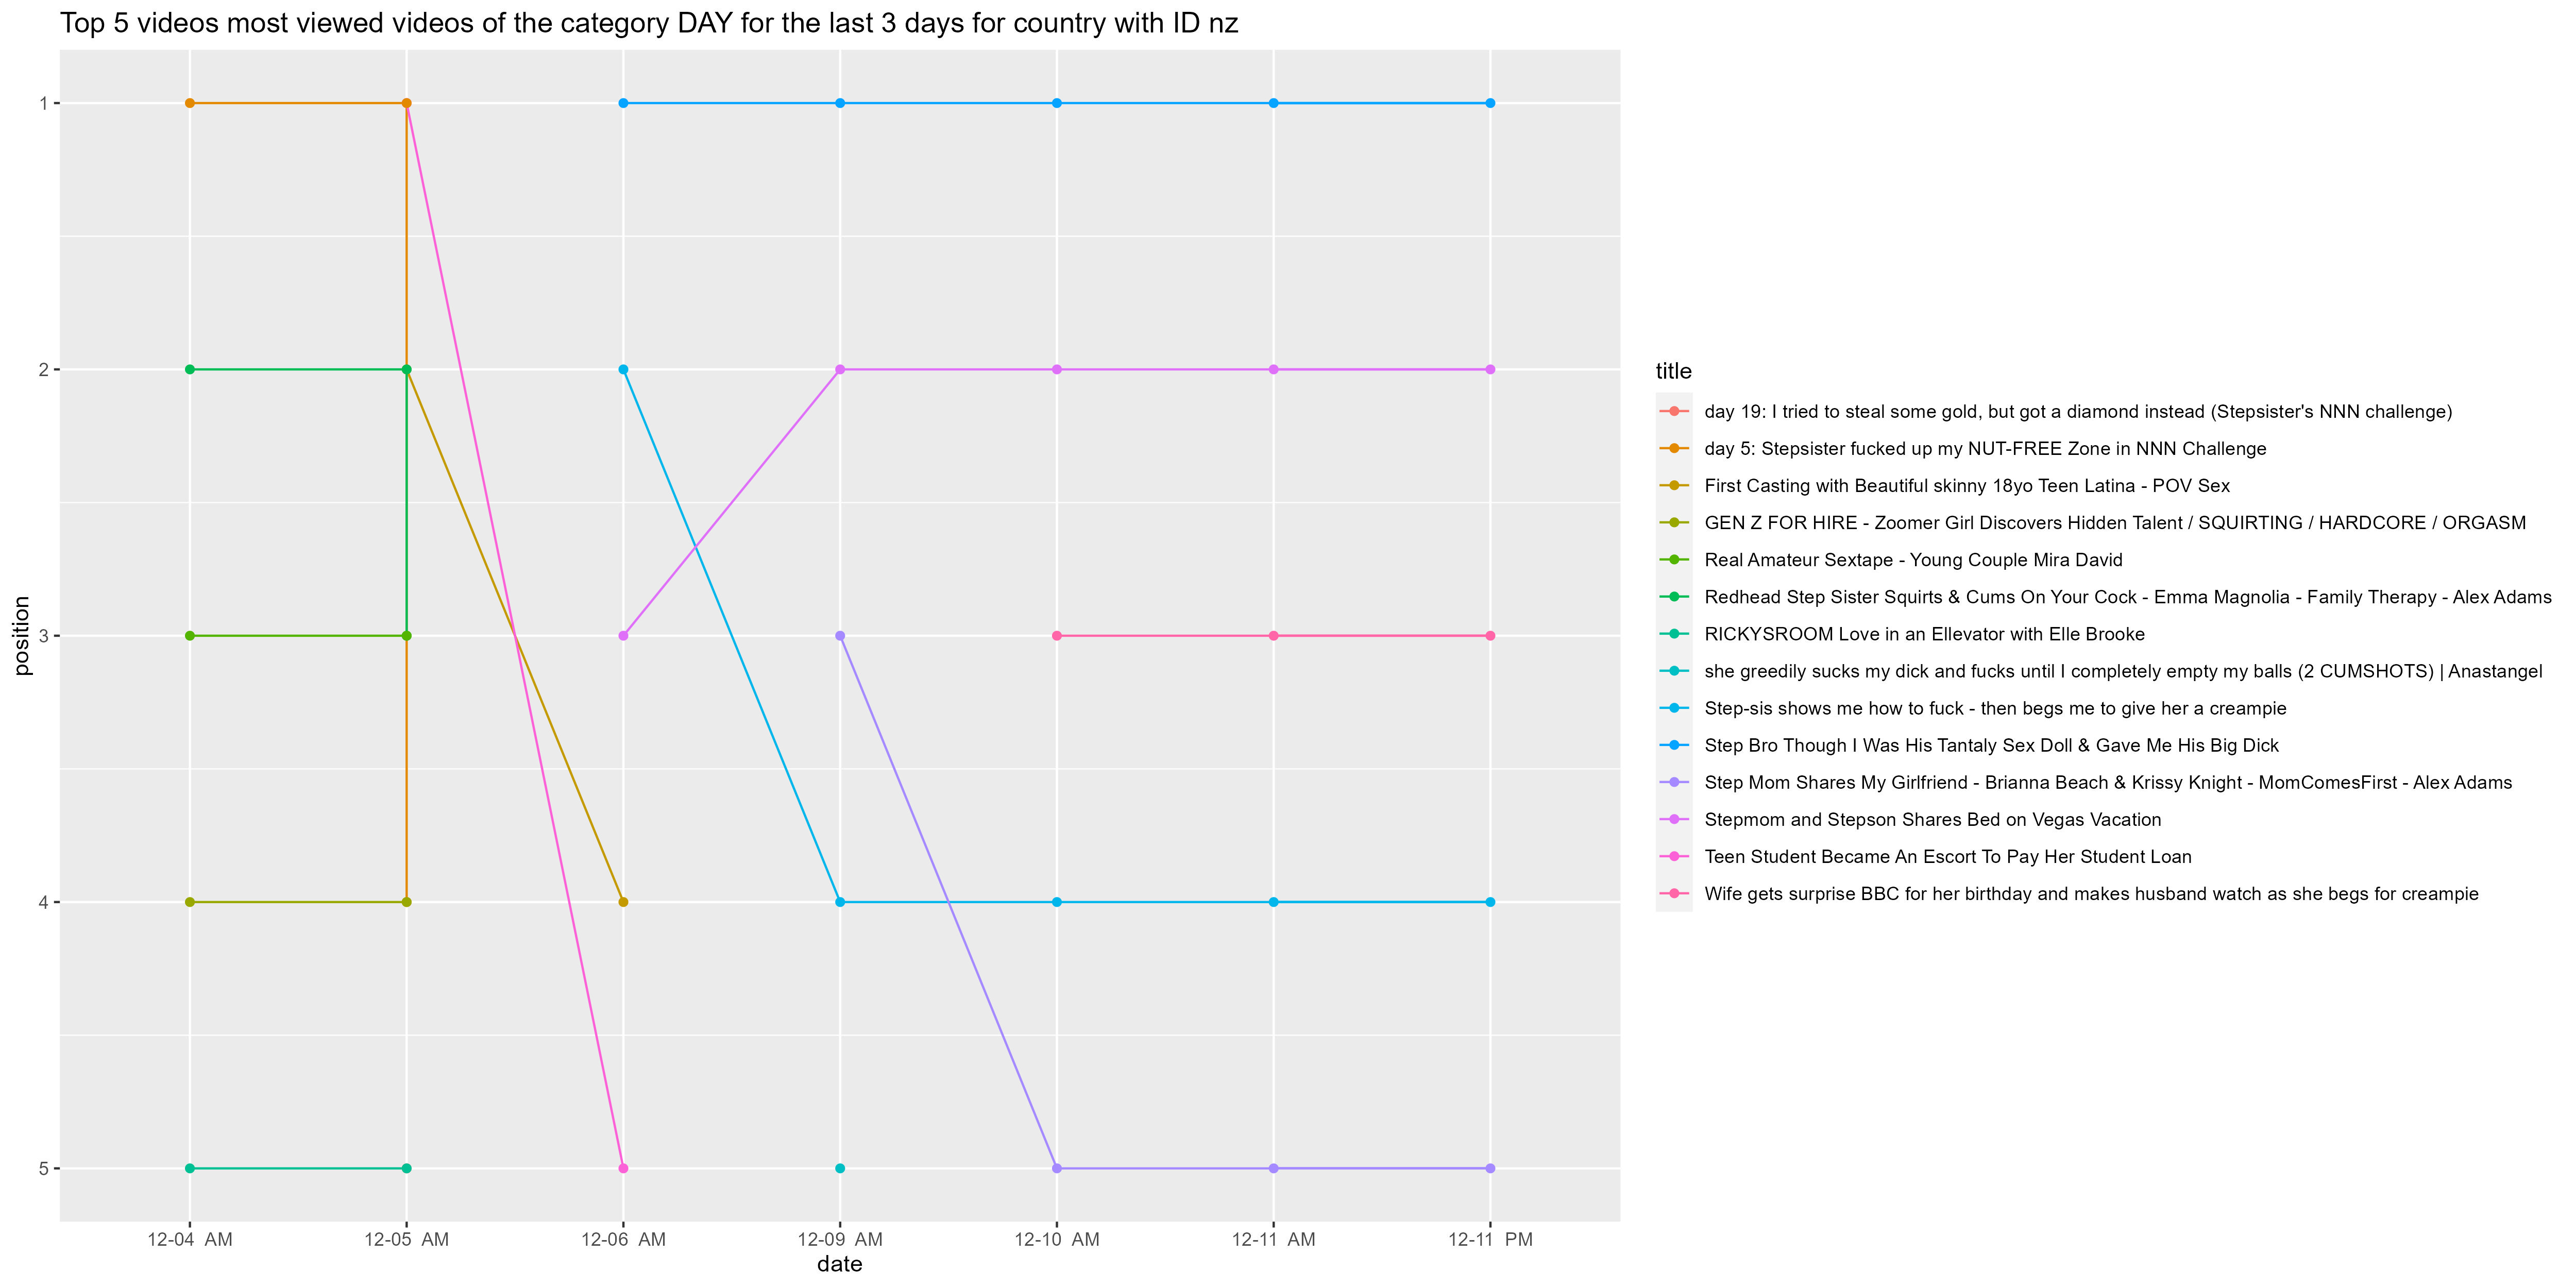 Top 5 videos most viewed videos of the category DAY for the last 3 days for country with ID nz
1
2
3
4
5
position
12-04 AM
12-05 AM
12-06 AM
12-09 AM
12-10 AM
12-11 AM
12-11 PM
date
title
day 19: I tried to steal some gold, but got a diamond instead (Stepsister's NNN challenge)
day 5: Stepsister fucked up my NUT-FREE Zone in NNN Challenge
First Casting with Beautiful skinny 18yo Teen Latina - POV Sex
GEN Z FOR HIRE - Zoomer Girl Discovers Hidden Talent / SQUIRTING / HARDCORE / ORGASM
Real Amateur Sextape - Young Couple Mira David
Redhead Step Sister Squirts & Cums On Your Cock - Emma Magnolia - Family Therapy - Alex Adams
RICKYSROOM Love in an Ellevator with Elle Brooke
she greedily sucks my dick and fucks until I completely empty my balls (2 CUMSHOTS) | Anastangel
Step-sis shows me how to fuck - then begs me to give her a creampie
Step Bro Though I Was His Tantaly Sex Doll & Gave Me His Big Dick
Step Mom Shares My Girlfriend - Brianna Beach & Krissy Knight - MomComesFirst - Alex Adams
Stepmom and Stepson Shares Bed on Vegas Vacation
Teen Student Became An Escort To Pay Her Student Loan
Wife gets surprise BBC for her birthday and makes husband watch as she begs for creampie